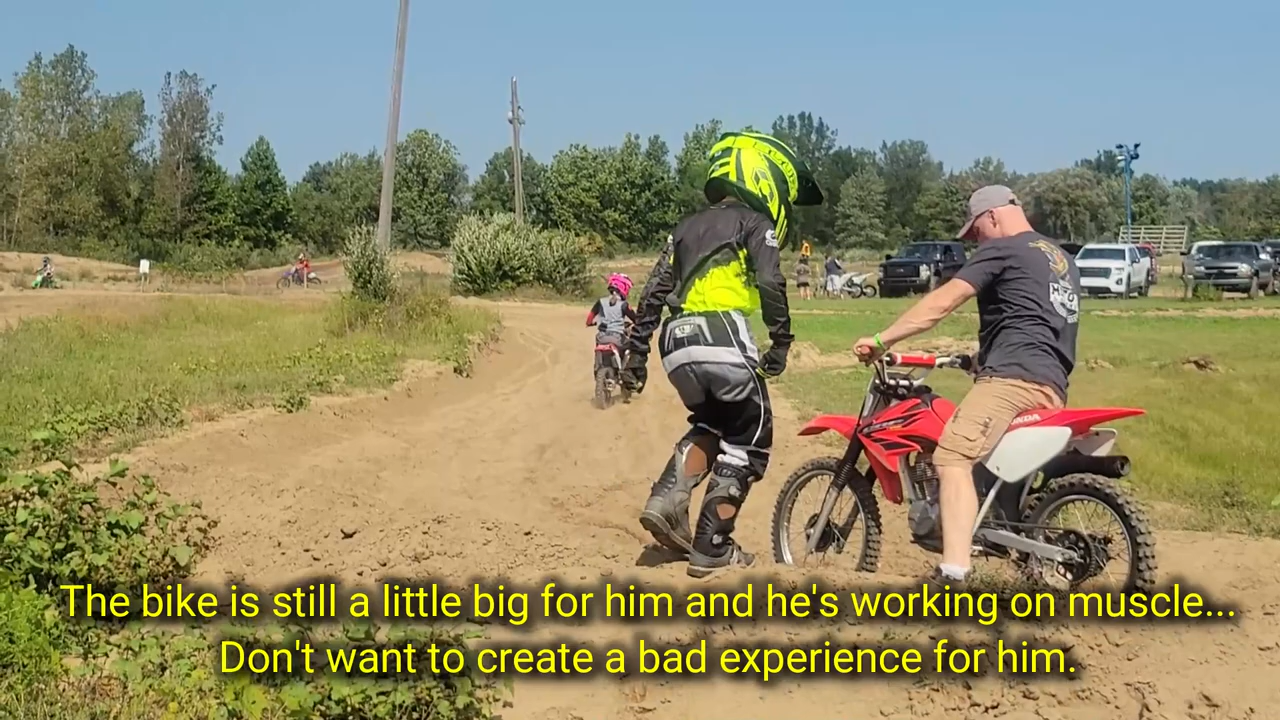 The bike is still a little big for him and he's working on muscle...
Don't want to create a bad experience for him.
HONDA